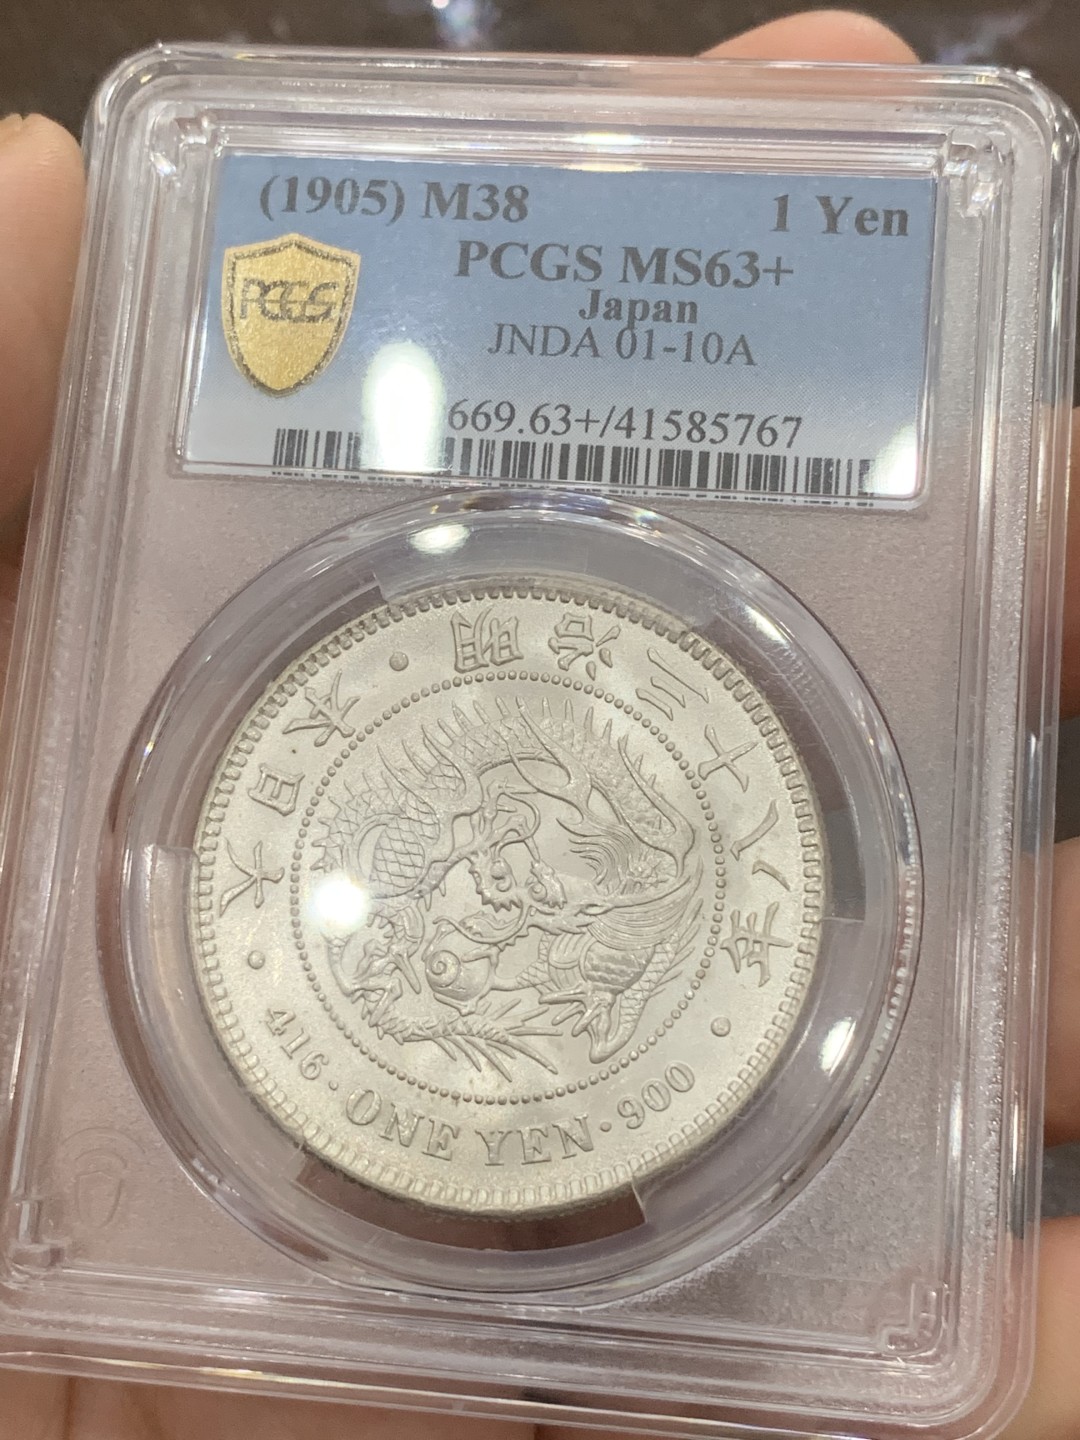 (1905) M38 1 Yen
PCGS MS63+
PCGS
Japan
JNDA 01-10A
669.63+/41585767
大日本・明治三十八年
416・ONE YEN・900